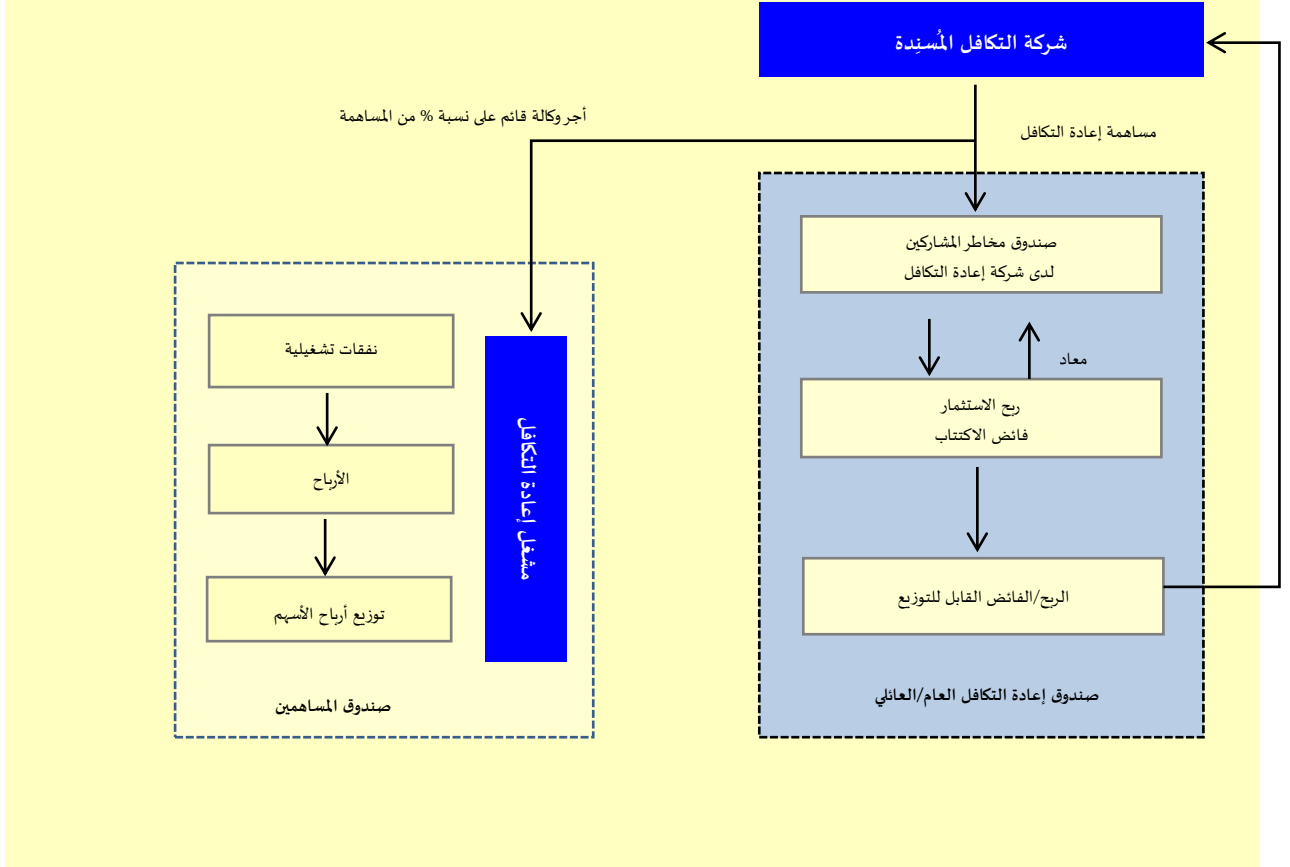 شركة التكافل المُسنِدة
مساهمة إعادة التكافل
أجر وكالة قائم على نسبة % من المساهمة
صندوق مخاطر المشاركين
لدى شركة إعادة التكافل
معاد
ربح الاستثمار
فائض الاكتتاب
الربح/الفائض القابل للتوزيع
صندوق إعادة التكافل العام/العائلي
مشغل إعادة التكافل
نفقات تشغيلية
الأرباح
توزيع أرباح الأسهم
صندوق المساهمين